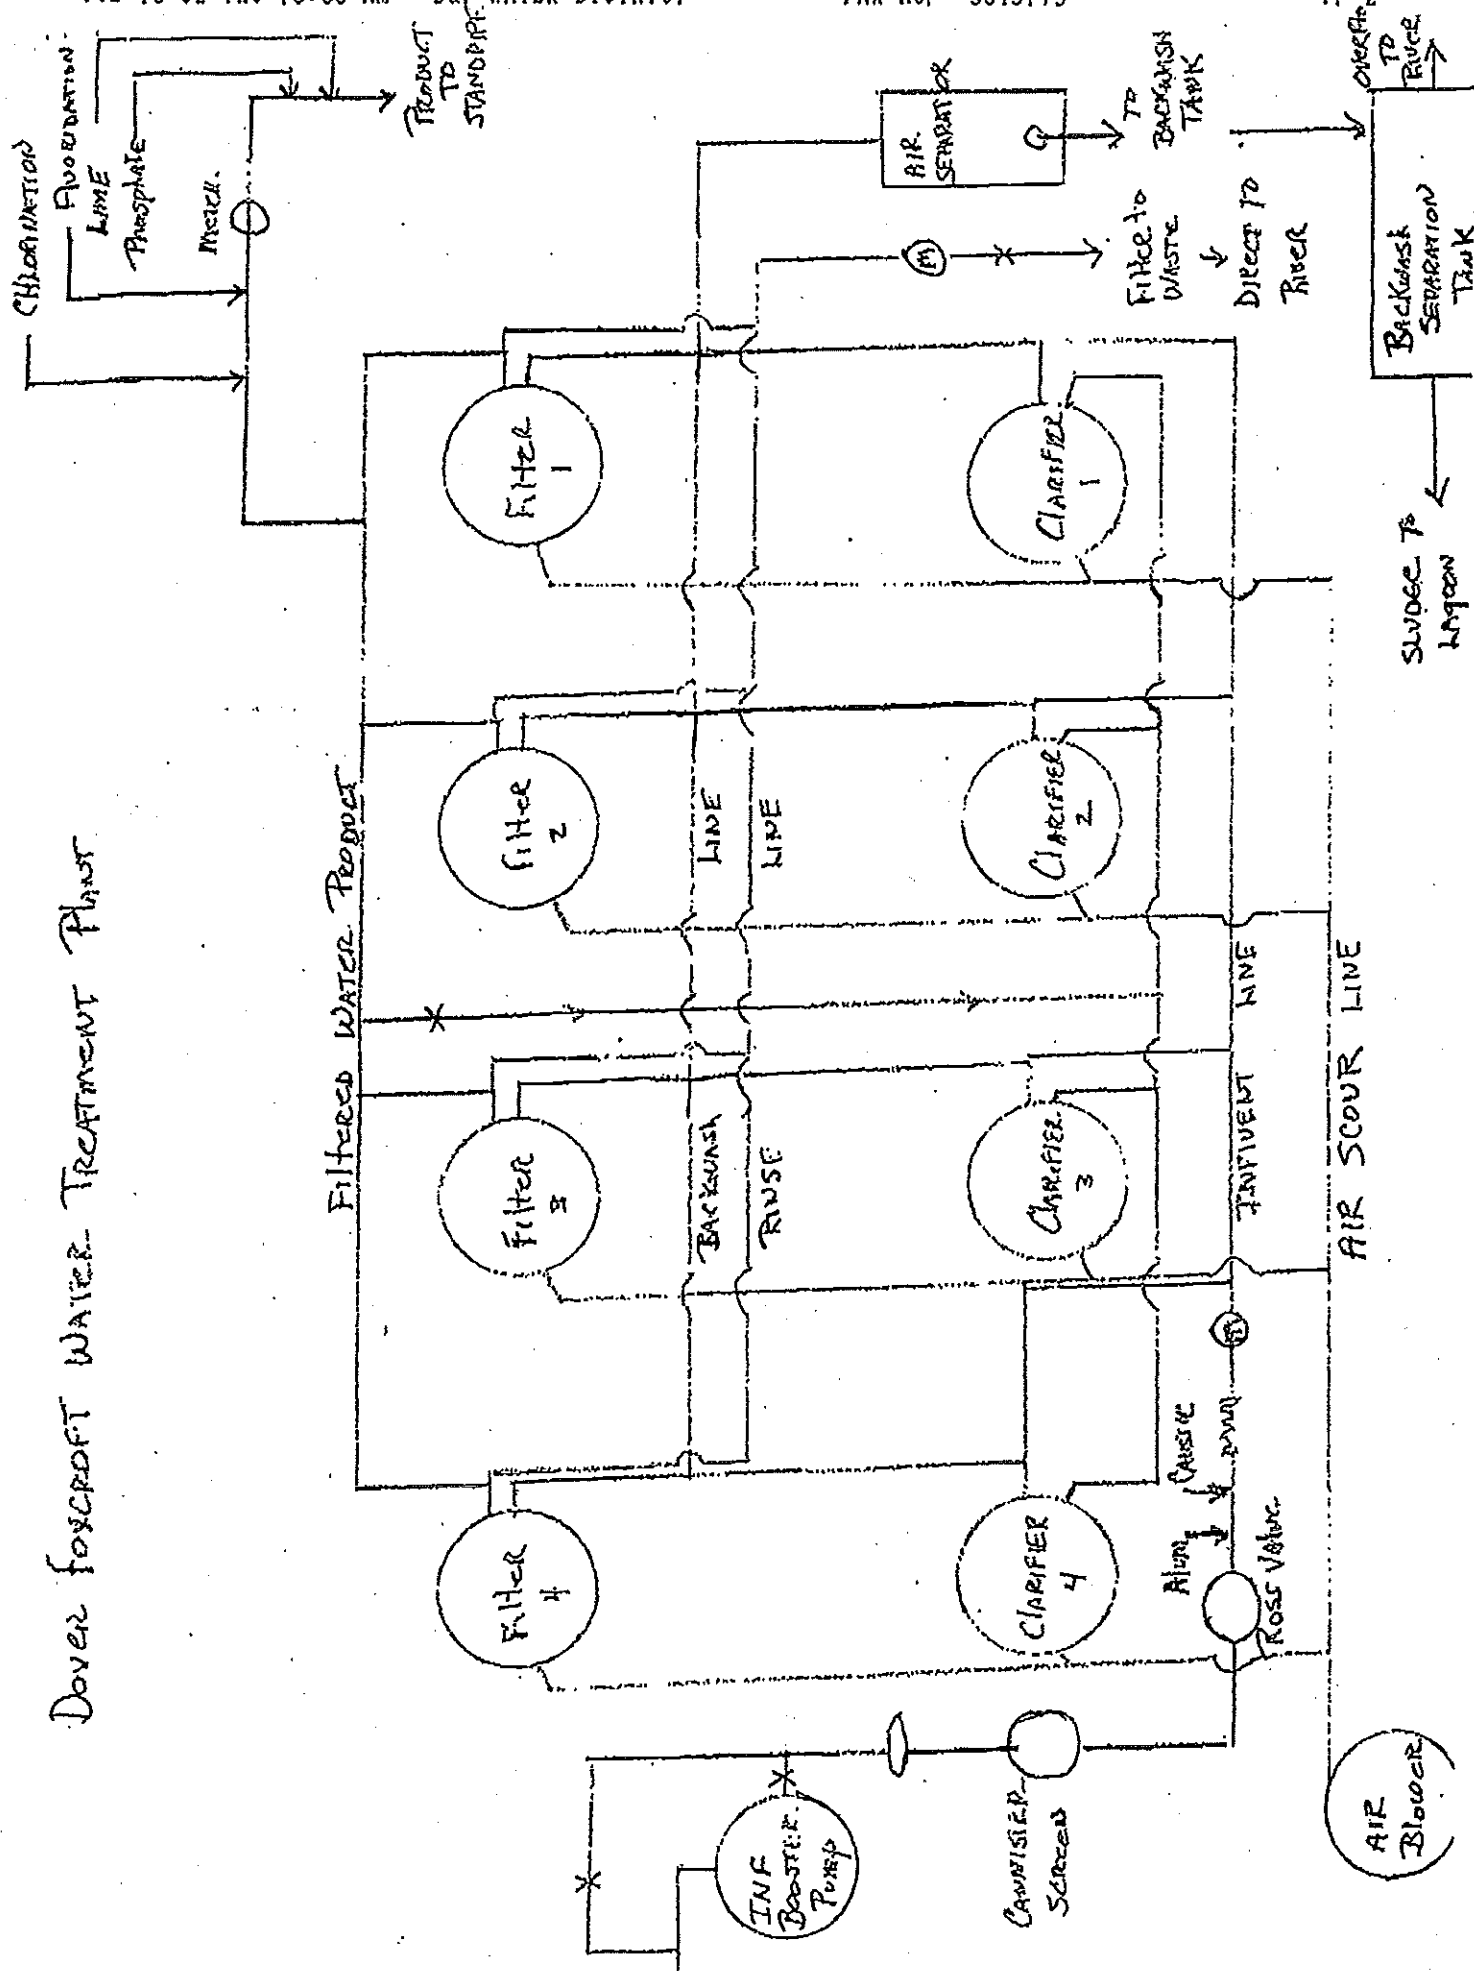 Dover foxcroft Water Treatment Plant
CHLORINATION
Fluoridation
LIME
Phosphate
Meter
PRODUCT
TO
STANDPIPE
Filtered Water Product
Filter
4
Filter
3
Filter
2
Filter
1
BACKWASH LINE
RINSE LINE
AIR
SEPARATOR
TO
BACKWASH
TANK
M
Filter to
Waste
DIRECT TO
River
CLARIFIER
4
CLARIFIER
3
CLARIFIER
2
CLARIFIER
1
INF
BOOSTER
PUMP
CANNISTER
SCREEN
Alum
Caustic
Ross Valve
M
INFLUENT LINE
AIR SCOUR LINE
AIR
Blower
OVERFLOW
TO
RIVER
BACKWASH
SEPARATION
TANK
SLUDGE TO
LAGOON